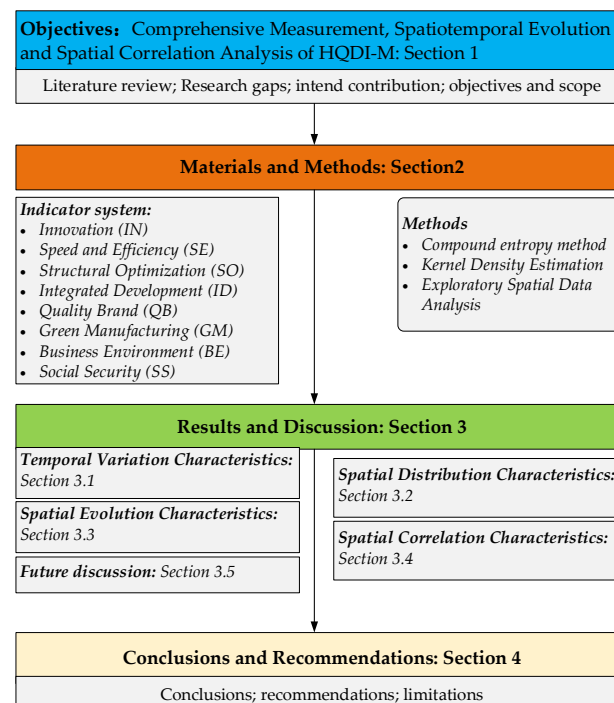 Objectives: Comprehensive Measurement, Spatiotemporal Evolution
and Spatial Correlation Analysis of HQDI-M: Section 1
Literature review; Research gaps; intend contribution; objectives and scope
Materials and Methods: Section2
Indicator system:
• Innovation (IN)
• Speed and Efficiency (SE)
• Structural Optimization (SO)
• Integrated Development (ID)
• Quality Brand (QB)
• Green Manufacturing (GM)
• Business Environment (BE)
• Social Security (SS)
Methods
• Compound entropy method
• Kernel Density Estimation
• Exploratory Spatial Data
Analysis
Results and Discussion: Section 3
Temporal Variation Characteristics:
Section 3.1
Spatial Distribution Characteristics:
Section 3.2
Spatial Evolution Characteristics:
Section 3.3
Spatial Correlation Characteristics:
Section 3.4
Future discussion: Section 3.5
Conclusions and Recommendations: Section 4
Conclusions; recommendations; limitations